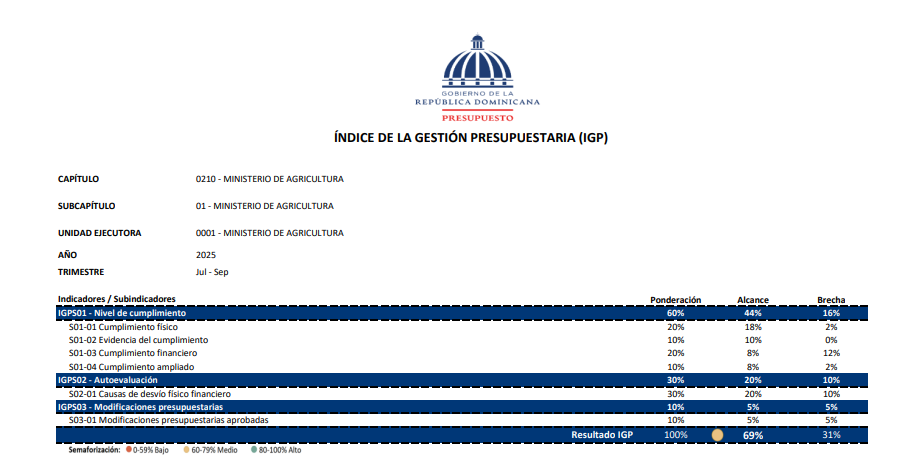 GOBIERNO DE LA
REPÚBLICA DOMINICANA
PRESUPUESTO
ÍNDICE DE LA GESTIÓN PRESUPUESTARIA (IGP)
CAPÍTULO 0210 - MINISTERIO DE AGRICULTURA
SUBCAPÍTULO 01 - MINISTERIO DE AGRICULTURA
UNIDAD EJECUTORA 0001 - MINISTERIO DE AGRICULTURA
AÑO 2025
TRIMESTRE Jul - Sep
Indicadores / Subindicadores Ponderación Alcance Brecha
IGPS01 - Nivel de cumplimiento 60% 44% 16%
S01-01 Cumplimiento físico 20% 18% 2%
S01-02 Evidencia del cumplimiento 10% 10% 0%
S01-03 Cumplimiento financiero 20% 8% 12%
S01-04 Cumplimiento ampliado 10% 8% 2%
IGPS02 - Autoevaluación 30% 20% 10%
S02-01 Causas de desvío físico financiero 30% 20% 10%
IGPS03 - Modificaciones presupuestarias 10% 5% 5%
S03-01 Modificaciones presupuestarias aprobadas 10% 5% 5%
Resultado IGP 100% 69% 31%
Semaforización: 0-59% Bajo 60-79% Medio 80-100% Alto